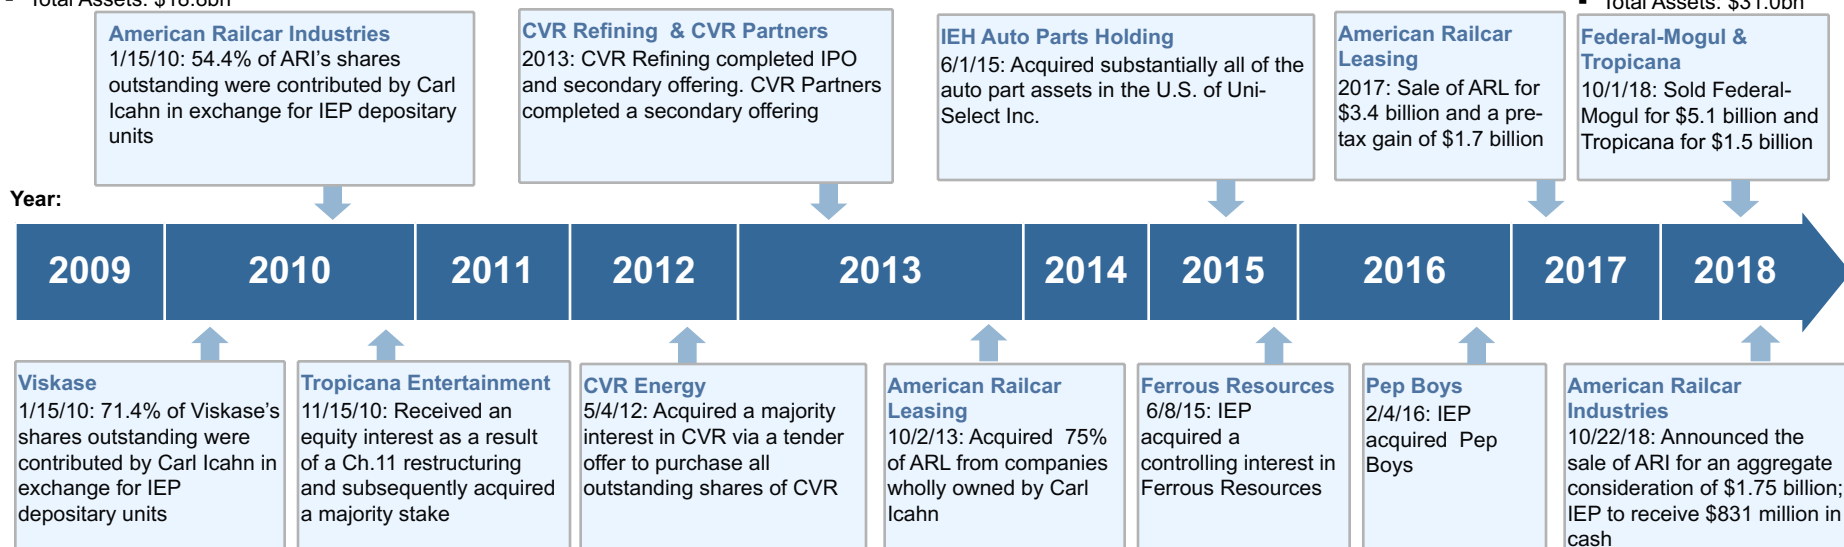 ▪ Total Assets: $18.8bn
▪ Total Assets: $31.0bn
American Railcar Industries
1/15/10: 54.4% of ARI's shares
outstanding were contributed by Carl
Icahn in exchange for IEP depositary
units
CVR Refining & CVR Partners
2013: CVR Refining completed IPO
and secondary offering. CVR Partners
completed a secondary offering
IEH Auto Parts Holding
6/1/15: Acquired substantially all of the
auto part assets in the U.S. of Uni-
Select Inc.
American Railcar
Leasing
2017: Sale of ARL for
$3.4 billion and a pre-
tax gain of $1.7 billion
Federal-Mogul &
Tropicana
10/1/18: Sold Federal-
Mogul for $5.1 billion and
Tropicana for $1.5 billion
Year:
2009 2010 2011 2012 2013 2014 2015 2016 2017 2018
Viskase
1/15/10: 71.4% of Viskase's
shares outstanding were
contributed by Carl Icahn in
exchange for IEP
depositary units
Tropicana Entertainment
11/15/10: Received an
equity interest as a result
of a Ch.11 restructuring
and subsequently acquired
a majority stake
CVR Energy
5/4/12: Acquired a majority
interest in CVR via a tender
offer to purchase all
outstanding shares of CVR
American Railcar
Leasing
10/2/13: Acquired 75%
of ARL from companies
wholly owned by Carl
Icahn
Ferrous Resources
6/8/15: IEP
acquired a
controlling interest in
Ferrous Resources
Pep Boys
2/4/16: IEP
acquired Pep
Boys
American Railcar
Industries
10/22/18: Announced the
sale of ARI for an aggregate
consideration of $1.75 billion;
IEP to receive $831 million in
cash